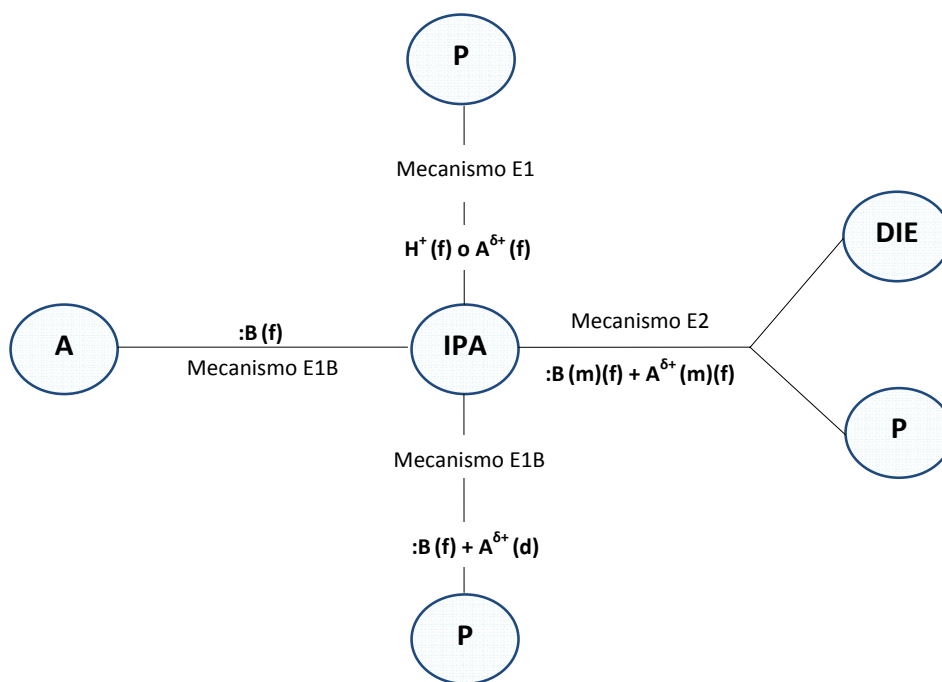 P
Mecanismo E1
H⁺ (f) o A^δ+ (f)
DIE
A
:B (f)
Mecanismo E1B
IPA
Mecanismo E2
:B (m)(f) + A^δ+ (m)(f)
P
Mecanismo E1B
:B (f) + A^δ+ (d)
P